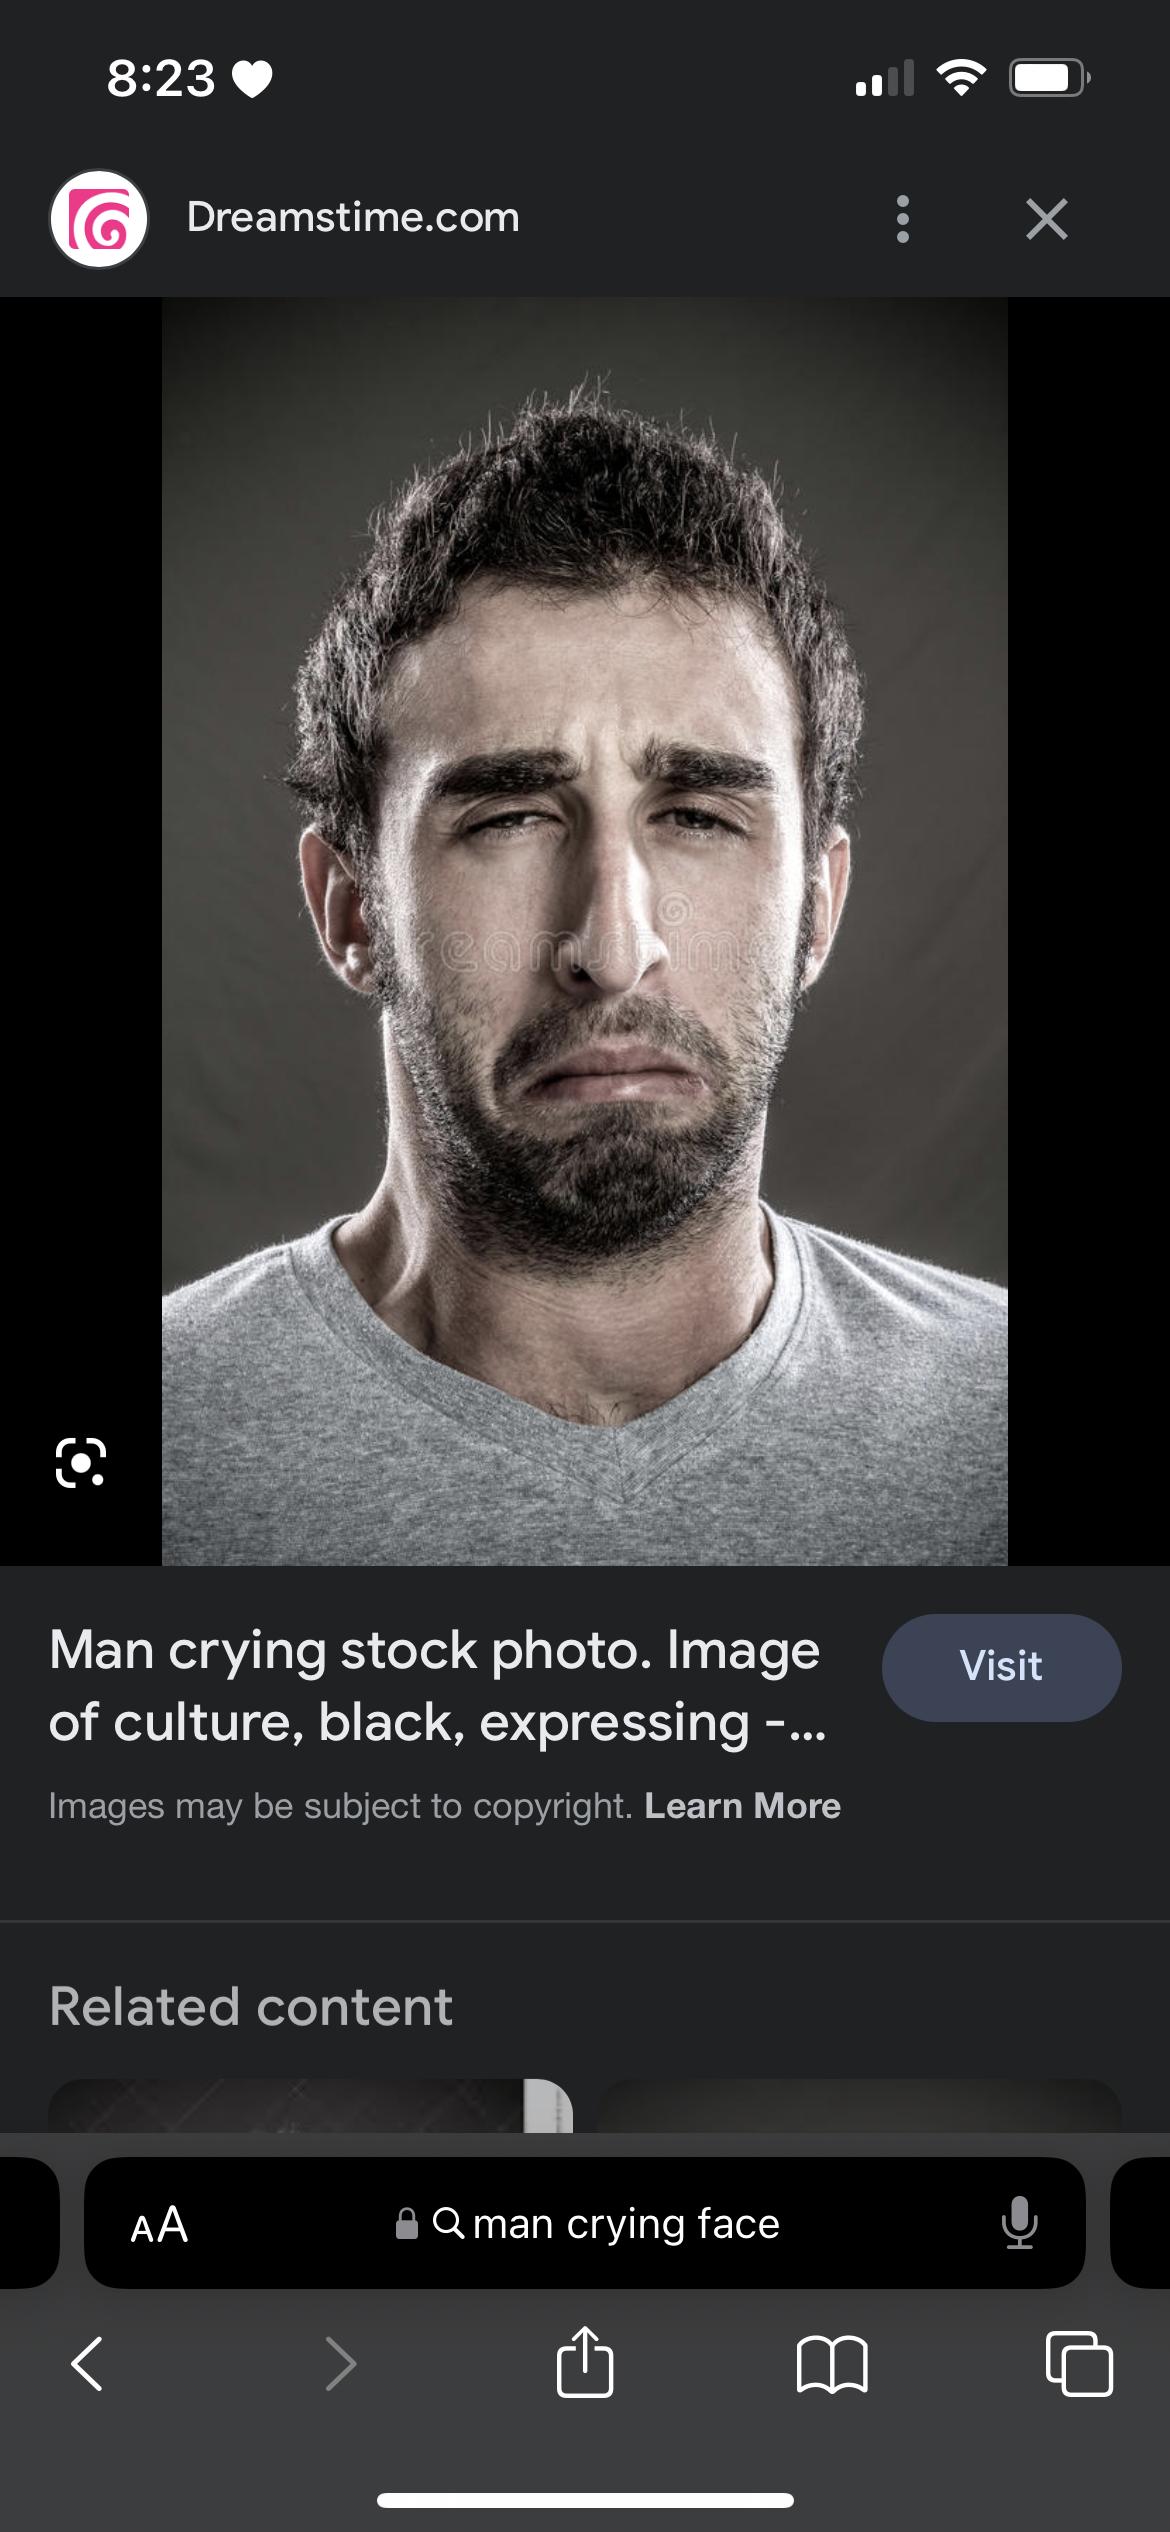 8:23
Dreamstime.com
dreamstime
Man crying stock photo. Image
of culture, black, expressing -...
Visit
Images may be subject to copyright. Learn More
Related content
AA man crying face